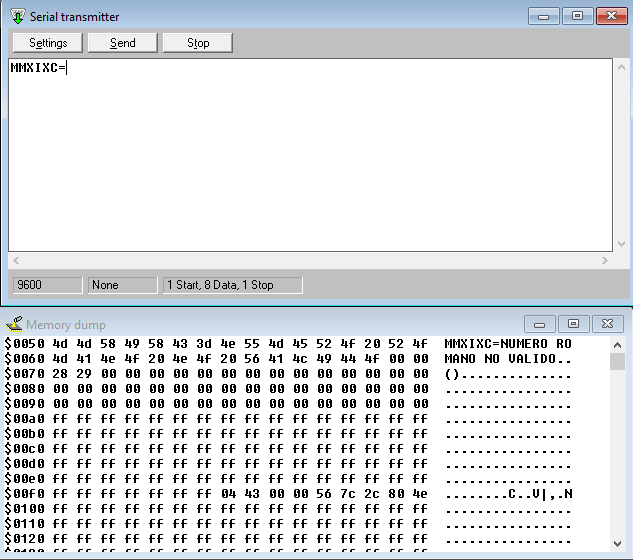 Serial transmitter
Settings Send Stop
MMXIXC=
9600 None 1 Start, 8 Data, 1 Stop
Memory dump
$0050 4d 4d 58 49 58 43 3d 4e 55 4d 45 52 4f 20 52 4f MMXIXC=NUMERO RO
$0060 4d 41 4e 4f 20 4e 4f 20 56 41 4c 49 44 4f 00 00 MANO NO VALIDO..
$0070 28 29 00 00 00 00 00 00 00 00 00 00 00 00 00 00 ()..............
$0080 00 00 00 00 00 00 00 00 00 00 00 00 00 00 00 00 ................
$0090 00 00 00 00 00 00 00 00 00 00 00 00 00 00 00 00 ................
$00a0 ff ff ff ff ff ff ff ff ff ff ff ff ff ff ff ff ................
$00b0 ff ff ff ff ff ff ff ff ff ff ff ff ff ff ff ff ................
$00c0 ff ff ff ff ff ff ff ff ff ff ff ff ff ff ff ff ................
$00d0 ff ff ff ff ff ff ff ff ff ff ff ff ff ff ff ff ................
$00e0 ff ff ff ff ff ff ff ff ff ff ff ff ff ff ff ff ................
$00f0 ff ff ff ff ff ff ff 04 43 00 00 56 7c 2c 80 4e ........C..V|,.N
$0100 ff ff ff ff ff ff ff ff ff ff ff ff ff ff ff ff ................
$0110 ff ff ff ff ff ff ff ff ff ff ff ff ff ff ff ff ................
$0120 ff ff ff ff ff ff ff ff ff ff ff ff ff ff ff ff ................